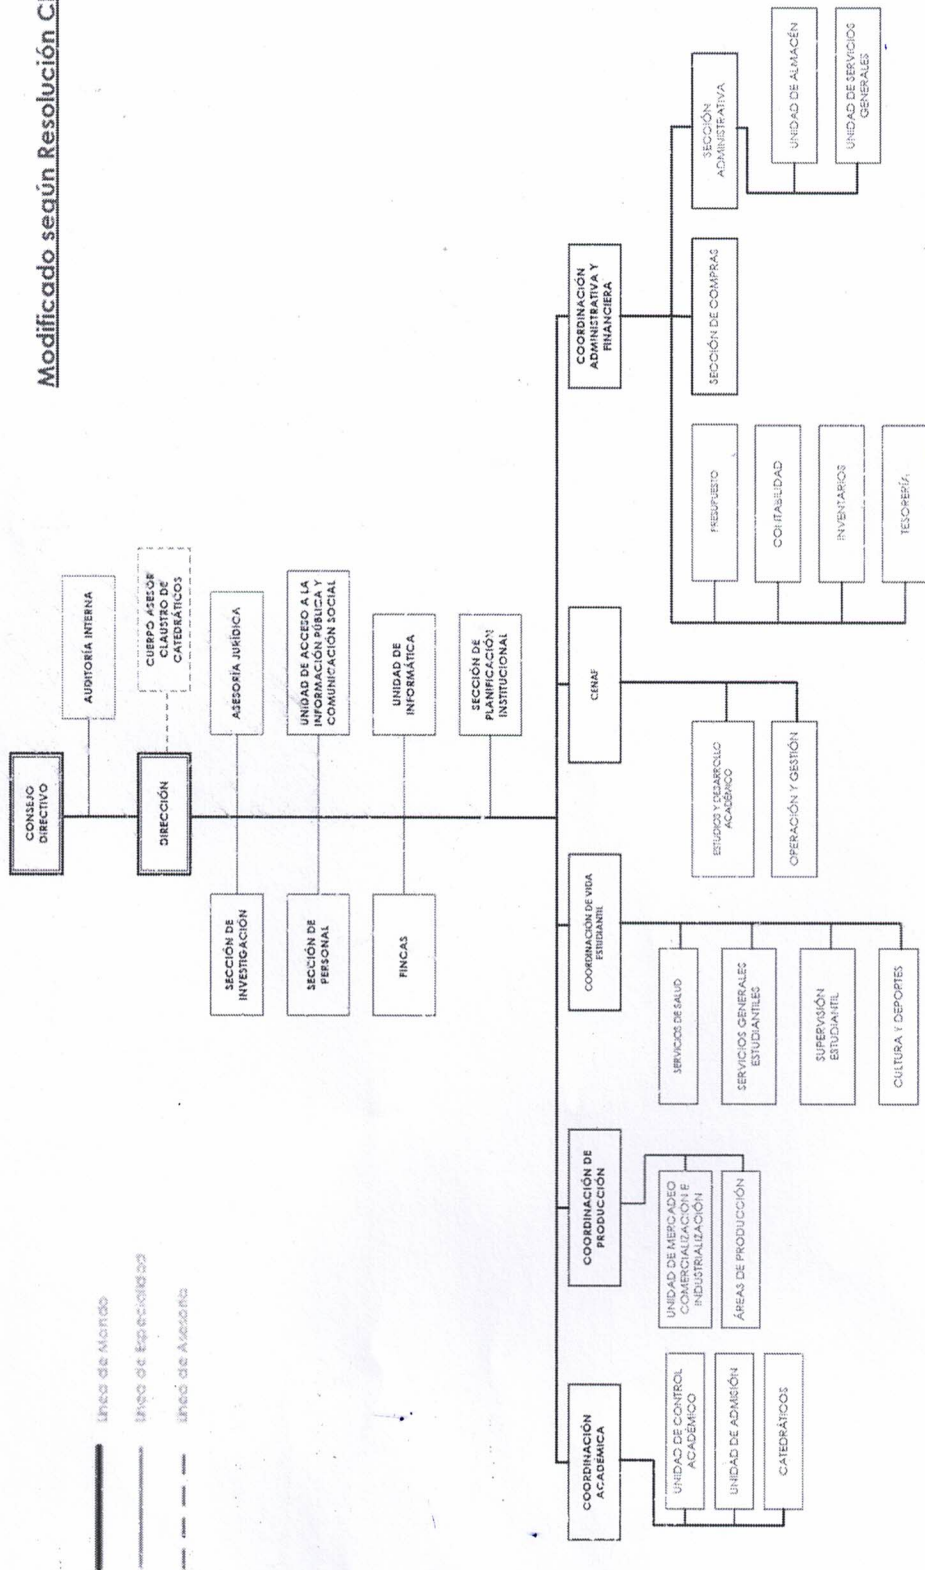 Modificado según Resolución
Línea de Mando
Línea de Especialidad
Línea de Asesoría
CONSEJO
DIRECTIVO
AUDITORÍA INTERNA
DIRECCIÓN
CUERPO ASESOR
CLAUSTRO DE
CATEDRÁTICOS
SECCIÓN DE
INVESTIGACIÓN
ASESORÍA JURÍDICA
SECCIÓN DE
PERSONAL
UNIDAD DE ACCESO A LA
INFORMACIÓN PÚBLICA Y
COMUNICACIÓN SOCIAL
FINCAS
UNIDAD DE
INFORMÁTICA
SECCIÓN DE
PLANIFICACIÓN
INSTITUCIONAL
COORDINACIÓN
ACADÉMICA
UNIDAD DE CONTROL
ACADÉMICO
UNIDAD DE ADMISIÓN
CATEDRÁTICOS
COORDINACIÓN DE
PRODUCCIÓN
UNIDAD DE MERCADEO
COMERCIALIZACIÓN E
INDUSTRIALIZACIÓN
ÁREAS DE PRODUCCIÓN
COORDINACIÓN DE VIDA
ESTUDIANTIL
SERVICIOS DE SALUD
SERVICIOS GENERALES
ESTUDIANTILES
SUPERVISIÓN
ESTUDIANTIL
CULTURA Y DEPORTES
CENAF
ESTUDIOS Y DESARROLLO
ACADÉMICO
OPERACIÓN Y GESTIÓN
COORDINACIÓN
ADMINISTRATIVA Y
FINANCIERA
PRESUPUESTO
CONTABILIDAD
INVENTARIOS
TESORERÍA
SECCIÓN DE COMPRAS
SECCIÓN
ADMINISTRATIVA
UNIDAD DE ALMACÉN
UNIDAD DE SERVICIOS
GENERALES